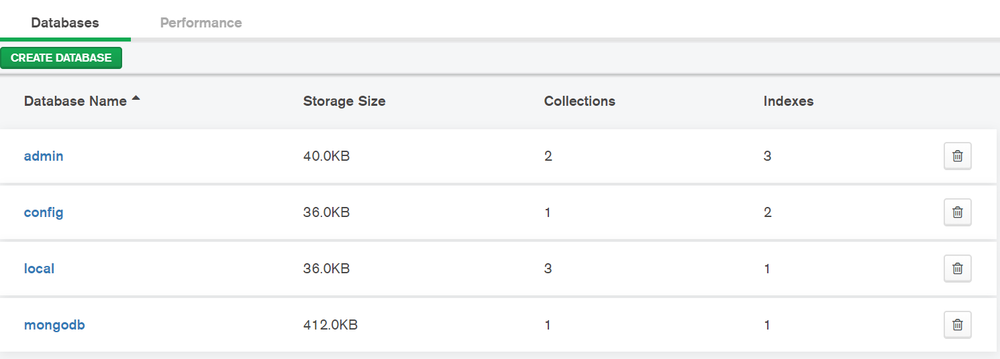 Databases Performance
CREATE DATABASE
Database Name Storage Size Collections Indexes
admin 40.0KB 2 3
config 36.0KB 1 2
local 36.0KB 3 1
mongodb 412.0KB 1 1